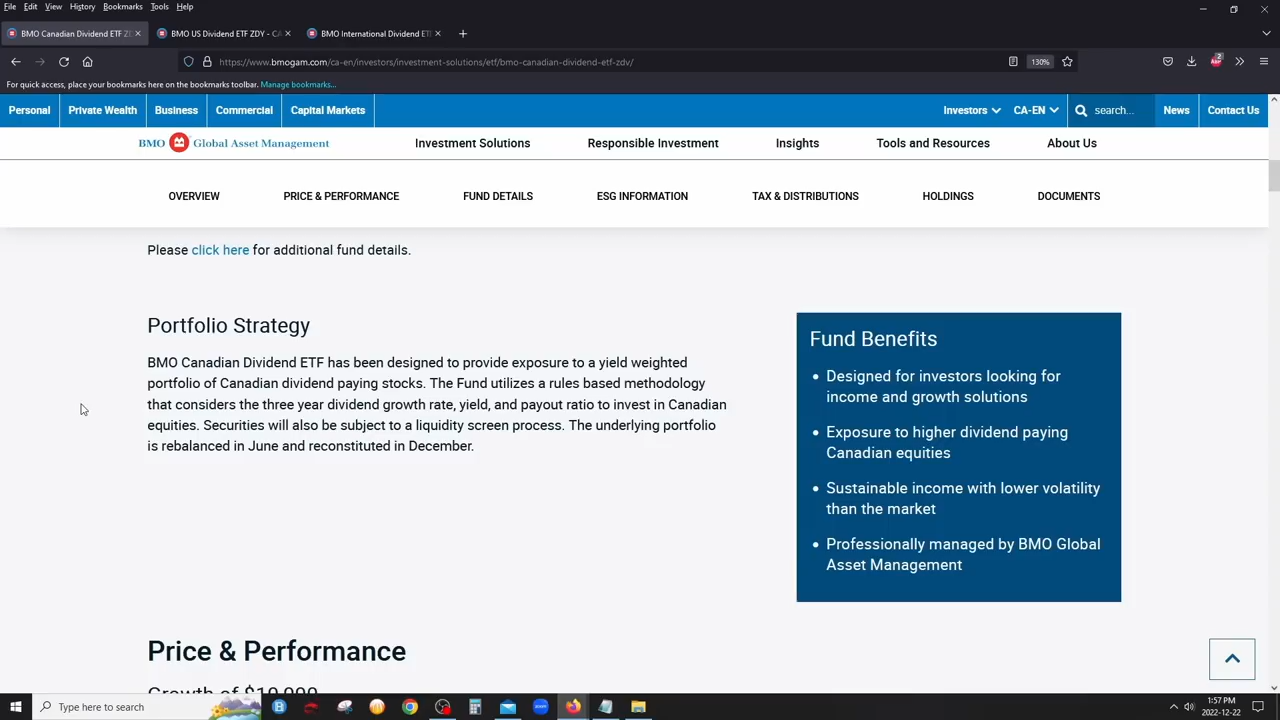 File Edit View History Bookmarks Tools Help
BMO Canadian Dividend ETF ZD BMO US Dividend ETF ZDY - CA BMO International Dividend ETF
https://www.bmogam.com/ca-en/investors/investment-solutions/etf/bmo-canadian-dividend-etf-zdv/ 130% 2
For quick access, place your bookmarks here on the bookmarks toolbar. Manage bookmarks...
Personal Private Wealth Business Commercial Capital Markets Investors CA-EN search... News Contact Us
BMO Global Asset Management Investment Solutions Responsible Investment Insights Tools and Resources About Us
OVERVIEW PRICE & PERFORMANCE FUND DETAILS ESG INFORMATION TAX & DISTRIBUTIONS HOLDINGS DOCUMENTS
Please click here for additional fund details.
Portfolio Strategy
BMO Canadian Dividend ETF has been designed to provide exposure to a yield weighted
portfolio of Canadian dividend paying stocks. The Fund utilizes a rules based methodology
that considers the three year dividend growth rate, yield, and payout ratio to invest in Canadian
equities. Securities will also be subject to a liquidity screen process. The underlying portfolio
is rebalanced in June and reconstituted in December.
Fund Benefits
• Designed for investors looking for
income and growth solutions
• Exposure to higher dividend paying
Canadian equities
• Sustainable income with lower volatility
than the market
• Professionally managed by BMO Global
Asset Management
Price & Performance
Growth of $10,000
Type here to search
1:57 PM
2022-12-22